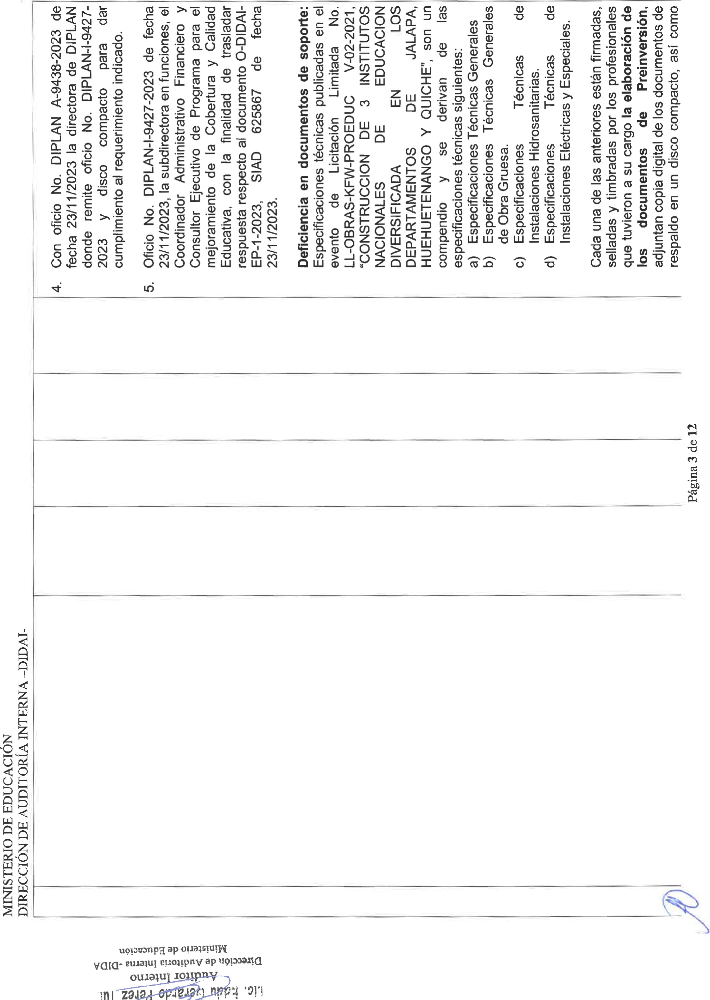 MINISTERIO DE EDUCACIÓN
DIRECCIÓN DE AUDITORÍA INTERNA –DIDAI-
4. Con oficio No. DIPLAN A-9438-2023 de
fecha 23/11/2023 la directora de DIPLAN
donde remite oficio No. DIPLAN-I-9427-
2023 y disco compacto para dar
cumplimiento al requerimiento indicado.
5. Oficio No. DIPLAN-I-9427-2023 de fecha
23/11/2023, la subdirectora en funciones, el
Coordinador Administrativo Financiero y
Consultor Ejecutivo de Programa para el
mejoramiento de la Cobertura y Calidad
Educativa, con la finalidad de trasladar
respuesta respecto al documento O-DIDAI-
EP-1-2023, SIAD 625867 de fecha
23/11/2023.
Deficiencia en documentos de soporte:
Especificaciones técnicas publicadas en el
evento de Licitación Limitada No.
LL-OBRAS-KFW-PROEDUC V-02-2021,
“CONSTRUCCION DE 3 INSTITUTOS
NACIONALES DE EDUCACION
DIVERSIFICADA EN LOS
DEPARTAMENTOS DE JALAPA,
HUEHUETENANGO Y QUICHE”, son un
compendio y se derivan de las
especificaciones técnicas siguientes:
a) Especificaciones Técnicas Generales
b) Especificaciones Técnicas Generales
de Obra Gruesa.
c) Especificaciones Técnicas de
Instalaciones Hidrosanitarias.
d) Especificaciones Técnicas de
Instalaciones Eléctricas y Especiales.
Cada una de las anteriores están firmadas,
selladas y timbradas por los profesionales
que tuvieron a su cargo la elaboración de
los documentos de Preinversión,
adjuntan copia digital de los documentos de
respaldo en un disco compacto, así como
Página 3 de 12
Lic. Gerardo Perez
Auditor Interno
Dirección de Auditoría Interna -DIDA
Ministerio de Educación